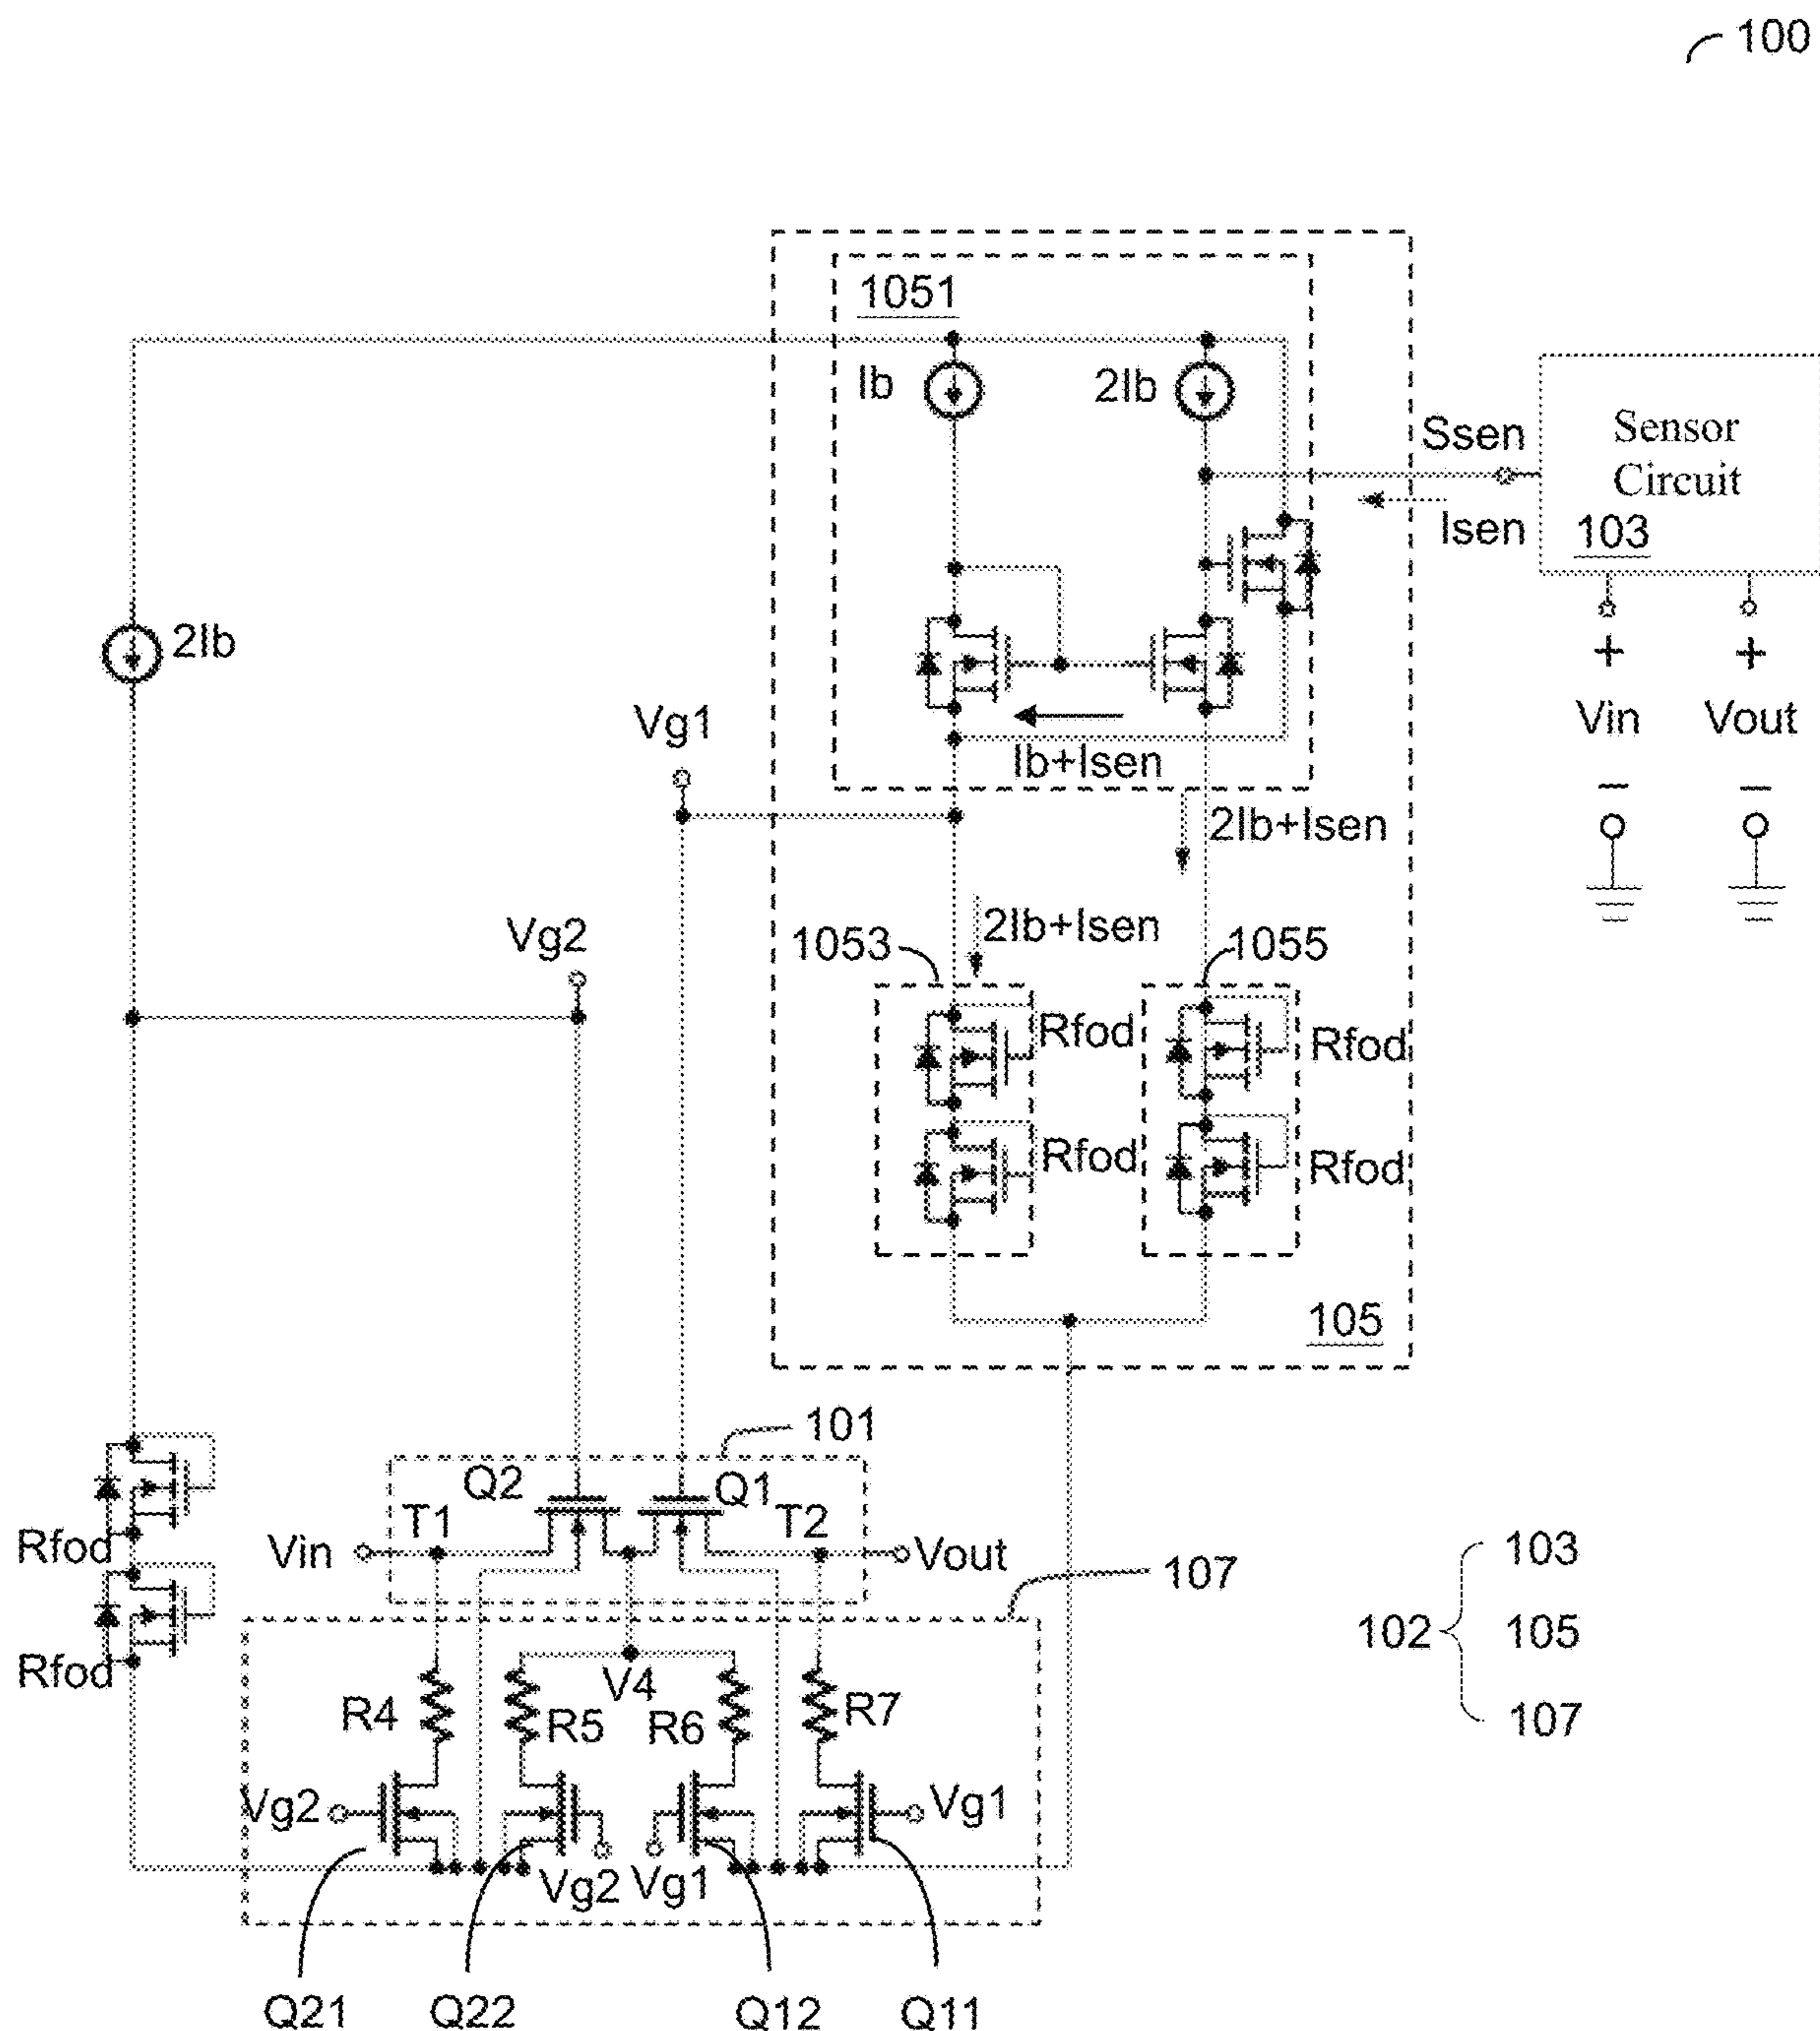 100
1051
Ib
2Ib
Ssen
Sensor
Circuit
103
Isen
2Ib
+
+
Vin
Vout
Vg1
Ib+Isen
−
−
2Ib+Isen
Vg2
2Ib+Isen
1053
1055
Rfod
Rfod
Rfod
Rfod
105
101
Q2
Q1
T1
T2
Vin
Vout
Rfod
107
103
102
105
107
Rfod
V4
R4
R5
R6
R7
Vg2
Vg1
Vg2
Vg1
Q21
Q22
Q12
Q11